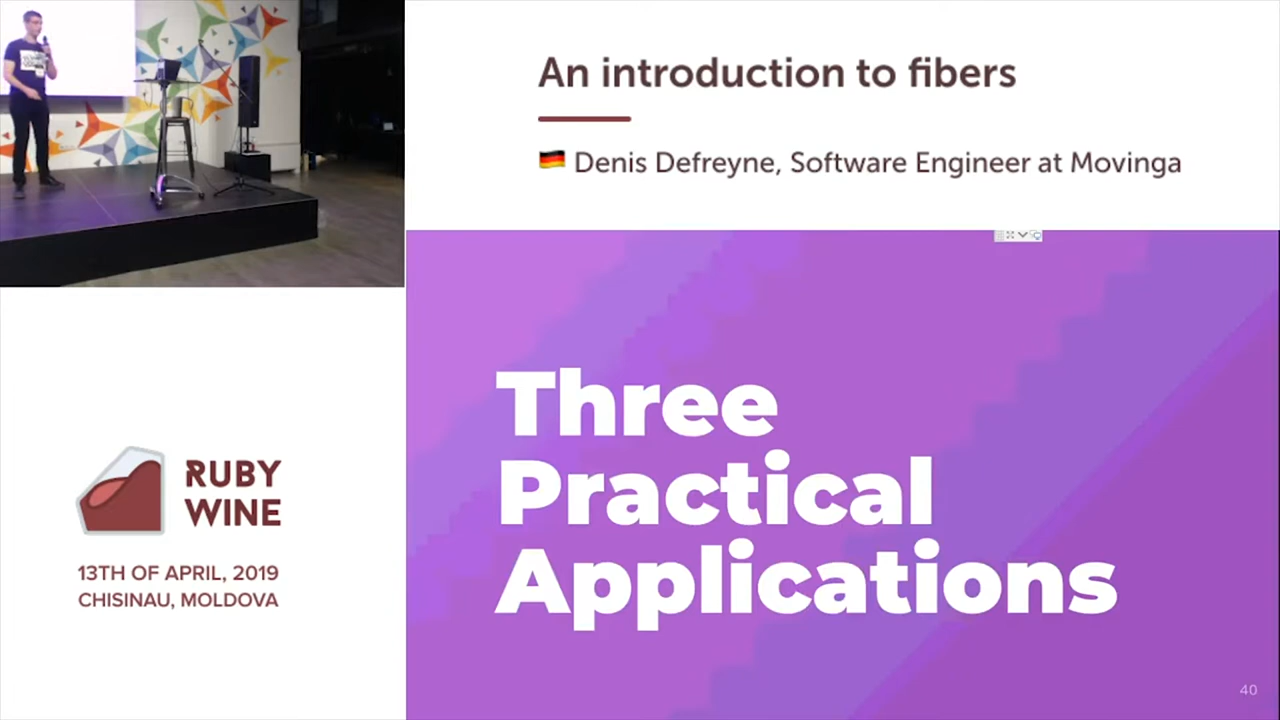 An introduction to fibers
Denis Defreyne, Software Engineer at Movinga
Three
Practical
Applications
40
RUBY
WINE
13TH OF APRIL, 2019
CHISINAU, MOLDOVA